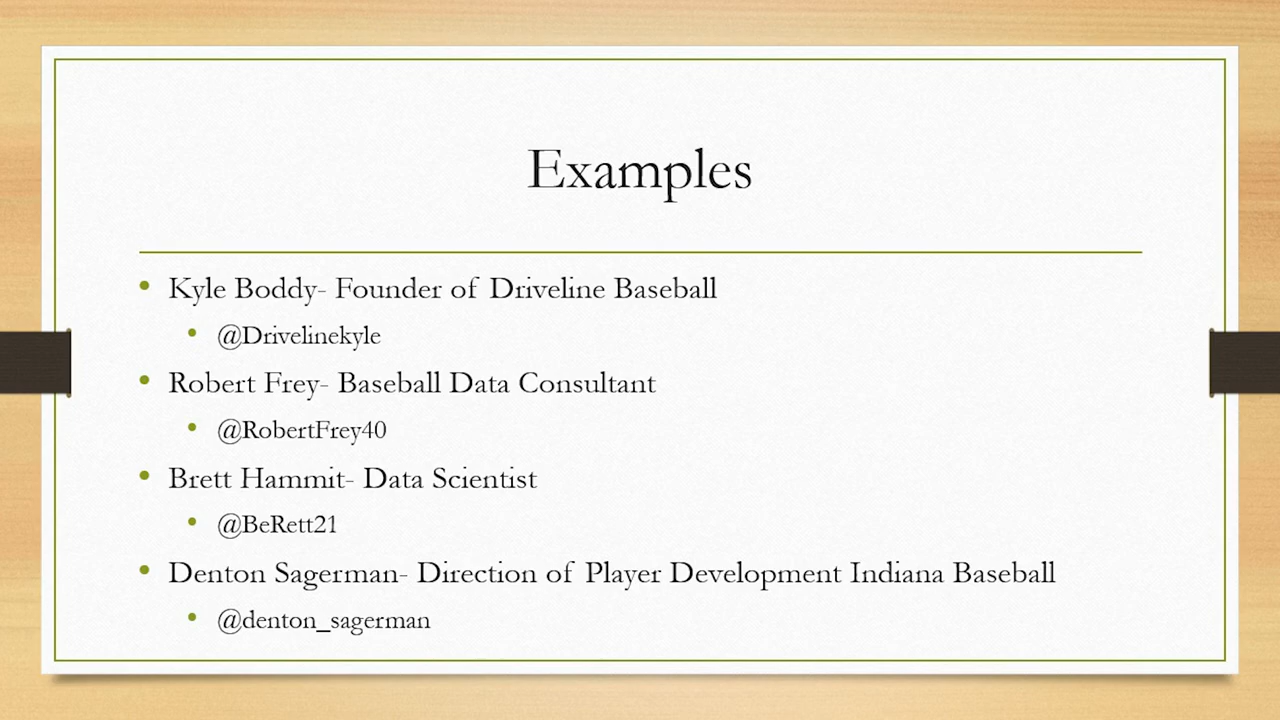 Examples
• Kyle Boddy- Founder of Driveline Baseball
• @Drivelinekyle
• Robert Frey- Baseball Data Consultant
• @RobertFrey40
• Brett Hammit- Data Scientist
• @BeRett21
• Denton Sagerman- Direction of Player Development Indiana Baseball
• @denton_sagerman